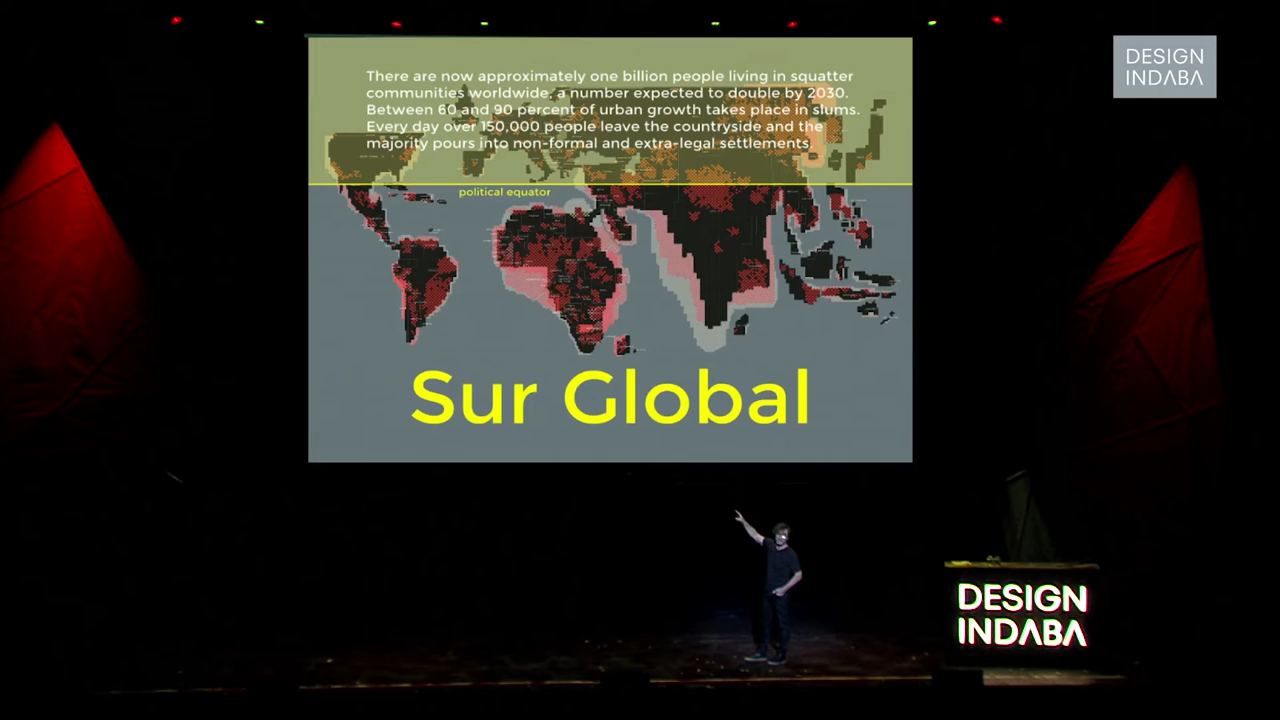 There are now approximately one billion people living in squatter
communities worldwide, a number expected to double by 2030.
Between 60 and 90 percent of urban growth takes place in slums.
Every day over 150,000 people leave the countryside and the
majority pours into non-formal and extra-legal settlements.
political equator
Sur Global
DESIGN
INDABA
DESIGN
INDABA